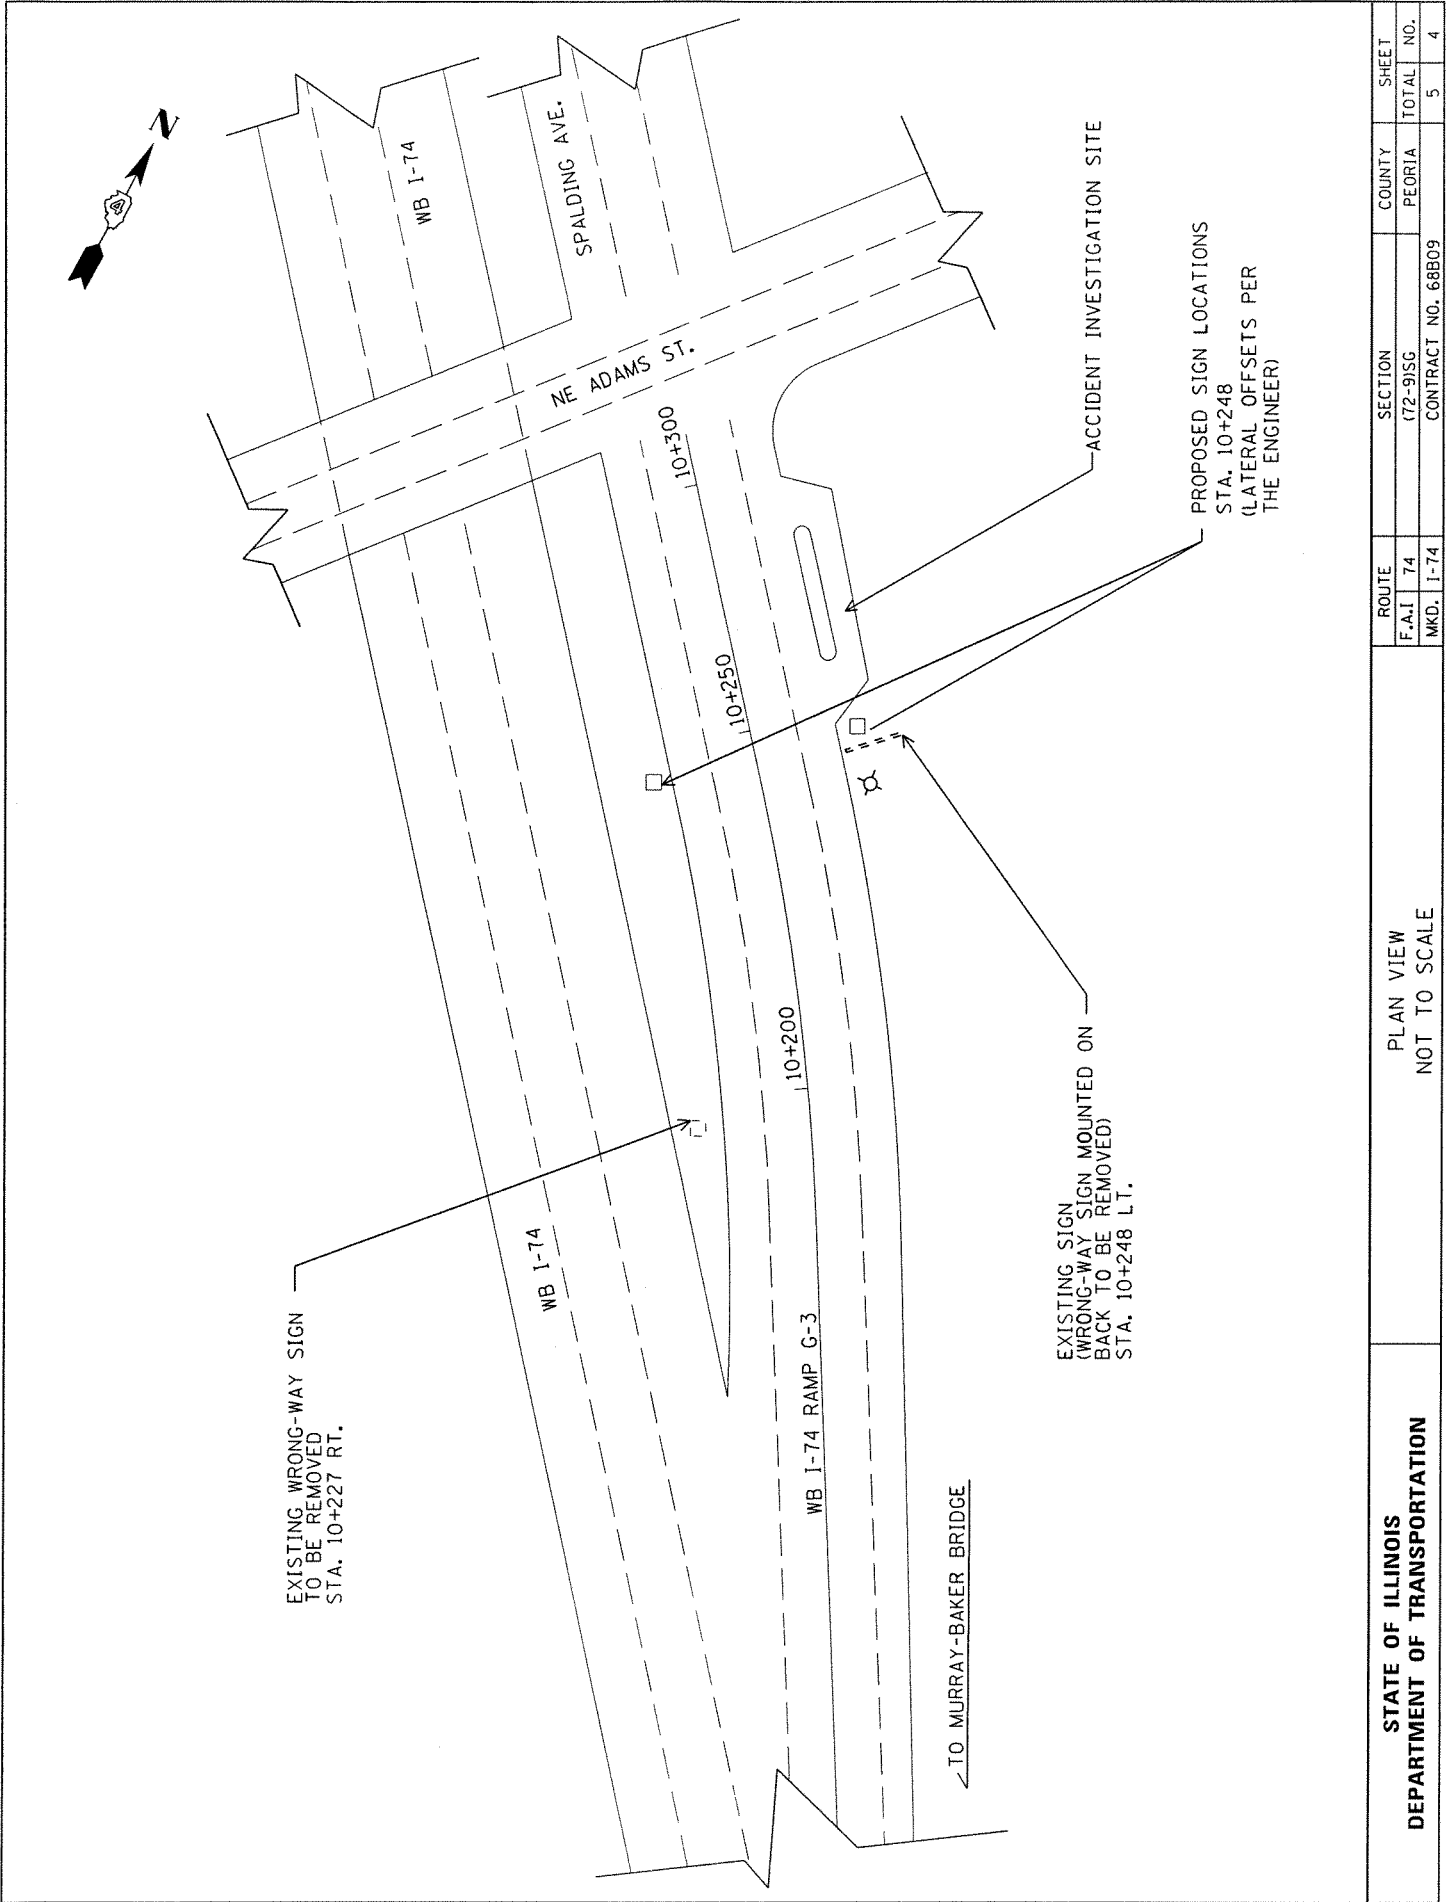 N
4
WB I-74
SPALDING AVE.
NE ADAMS ST.
10+300
10+250
10+200
ACCIDENT INVESTIGATION SITE
PROPOSED SIGN LOCATIONS
STA. 10+248
(LATERAL OFFSETS PER
THE ENGINEER)
EXISTING WRONG-WAY SIGN
TO BE REMOVED
STA. 10+227 RT.
WB I-74
WB I-74 RAMP G-3
EXISTING SIGN
(WRONG-WAY SIGN MOUNTED ON
BACK TO BE REMOVED)
STA. 10+248 LT.
TO MURRAY-BAKER BRIDGE
STATE OF ILLINOIS
DEPARTMENT OF TRANSPORTATION
PLAN VIEW
NOT TO SCALE
ROUTE SECTION COUNTY SHEET
F.A.I 74 (72-9)SG PEORIA TOTAL NO.
MKD. I-74 CONTRACT NO. 68B09 5 4